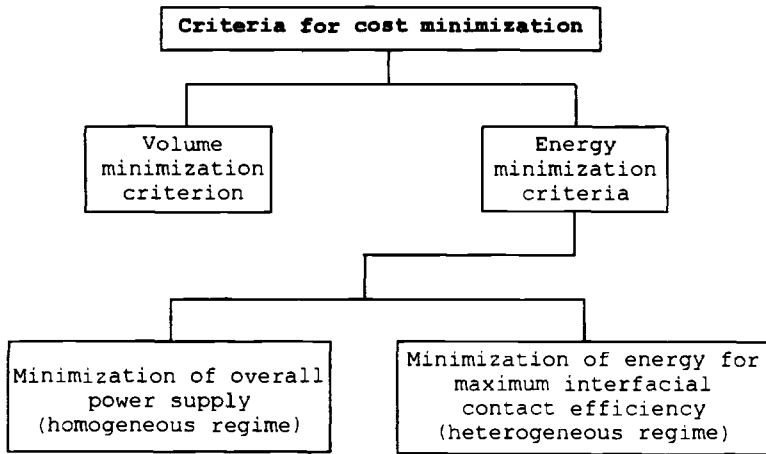 Criteria for cost minimization
Volume
minimization
criterion
Energy
minimization
criteria
Minimization of overall
power supply
(homogeneous regime)
Minimization of energy for
maximum interfacial
contact efficiency
(heterogeneous regime)